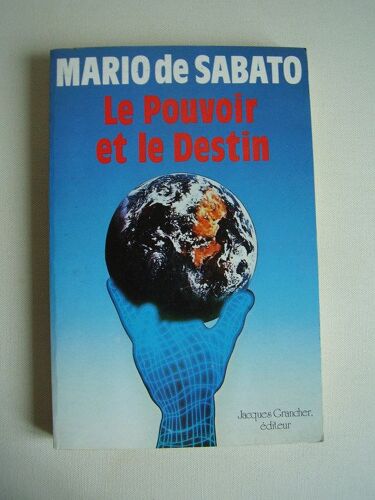 MARIO de SABATO
Le Pouvoir
et le Destin
Jacques Grancher,
éditeur